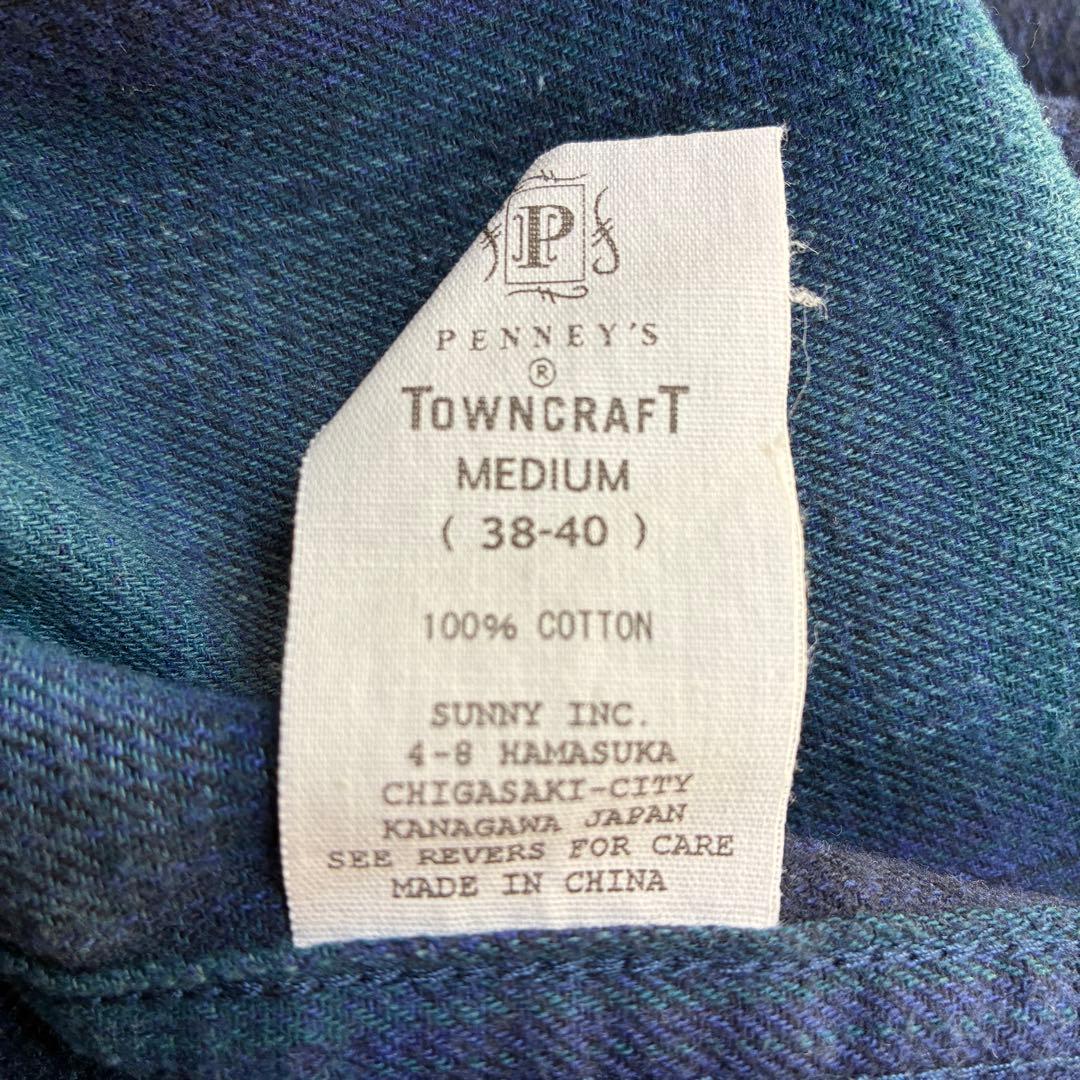 P
PENNEY'S
®
TOWNCRAFT
MEDIUM
( 38-40 )
100% COTTON
SUNNY INC.
4-8 HAMASUKA
CHIGASAKI-CITY
KANAGAWA JAPAN
SEE REVERS FOR CARE
MADE IN CHINA